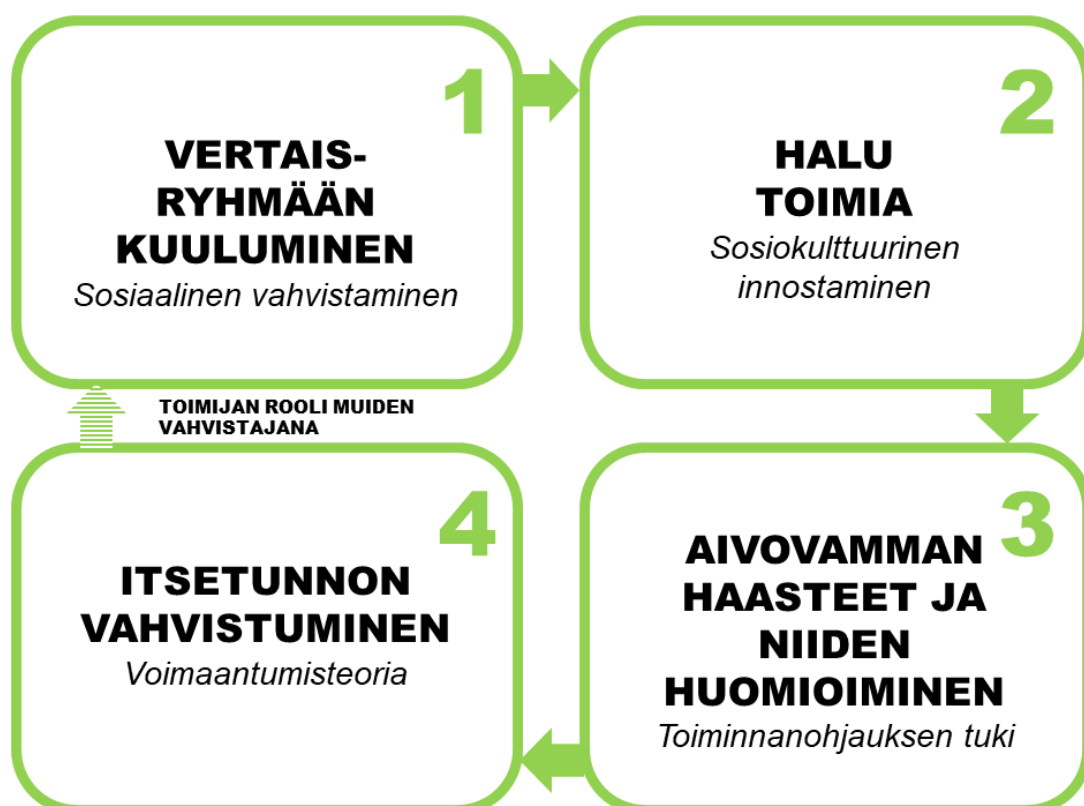 1
VERTAIS-
RYHMÄÄN
KUULUMINEN
Sosiaalinen vahvistaminen
2
HALU
TOIMIA
Sosiokulttuurinen
innostaminen
3
AIVOVAMMAN
HAASTEET JA
NIIDEN
HUOMIOIMINEN
Toiminnanohjauksen tuki
4
ITSETUNNON
VAHVISTUMINEN
Voimaantumisteoria
TOIMIJAN ROOLI MUIDEN
VAHVISTAJANA